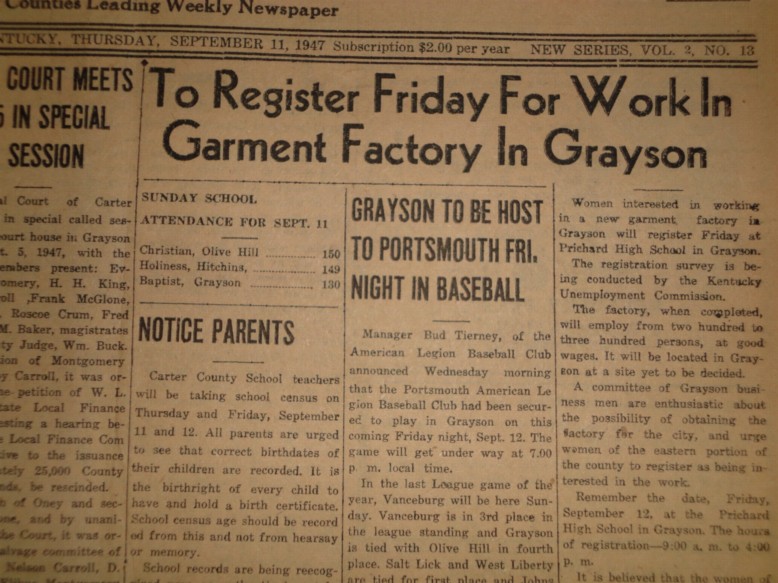 Counties Leading Weekly Newspaper
KENTUCKY, THURSDAY, SEPTEMBER 11, 1947 Subscription $2.00 per year NEW SERIES, VOL. 2, NO. 13
COURT MEETS
5 IN SPECIAL
SESSION
al Court of Carter
in special called ses-
ourt house in Grayson
t. 5, 1947, with the
embers present: Ev-
omery, H. H. King,
oll ,Frank McGlone,
Roscoe Crum, Fred
M. Baker, magistrates
ty Judge, Wm. Buck.
ion of Montgomery
y Carroll, it was or-
e petition of W. L.
tate Local Finance
esting a hearing be-
e Local Finance Com
ive to the issuance
tely 25,000 County
nds, be rescinded.
h of Oney and sec-
one, and by unani-
he Court, it was or-
alvage committee of
Nelson Carroll, D.
To Register Friday For Work In
Garment Factory In Grayson
SUNDAY SCHOOL
ATTENDANCE FOR SEPT. 11
Christian, Olive Hill 150
Holiness, Hitchins, 149
Baptist, Grayson 130
NOTICE PARENTS
Carter County School teachers
will be taking school census on
Thursday and Friday, September
11 and 12. All parents are urged
to see that correct birthdates of
their children are recorded. It is
the birthright of every child to
have and hold a birth certificate.
School census age should be record
ed from this and not from hearsay
or memory.
School records are being recog-
GRAYSON TO BE HOST
TO PORTSMOUTH FRI.
NIGHT IN BASEBALL
Manager Bud Tierney, of the
American Legion Baseball Club
announced Wednesday morning
that the Portsmouth American Le
gion Baseball Club had been secur-
ed to play in Grayson on this
coming Friday night, Sept. 12. The
game will get under way at 7.00
p m. local time.
In the last League game of the
year, Vanceburg will be here Sun-
day. Vanceburg is in 3rd place in
the league standing and Grayson
is tied with Olive Hill in fourth
place. Salt Lick and West Liberty
are tied for first place and Johns
Women interested in working
in a new garment factory in
Grayson will register Friday at
Prichard High School in Grayson.
The registration survey is be-
ing conducted by the Kentucky
Unemployment Commission.
The factory, when completed,
will employ from two hundred to
three hundred persons, at good
wages. It will be located in Gray-
son at a site yet to be decided.
A committee of Grayson busi-
ness men are enthusiastic about
the possibility of obtaining the
factory for the city, and urge
women of the eastern portion of
the county to register as being in-
terested in the work.
Remember the date, Friday,
September 12, at the Prichard
High School in Grayson. The hours
of registration—9:00 a. m. to 4:00
p. m.
It is believed that the women